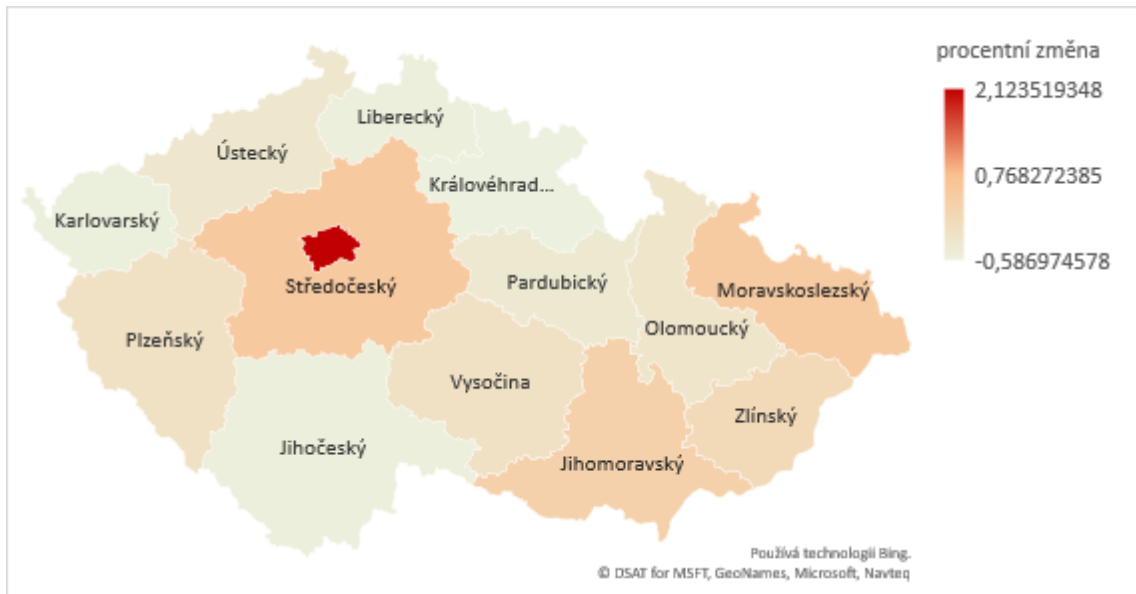 procentní změna
2,123519348
0,768272385
-0,586974578
Liberecký
Ústecký
Královéhrad...
Karlovarský
Středočeský
Pardubický
Moravskoslezský
Olomoucký
Plzeňský
Vysočina
Zlínský
Jihočeský
Jihomoravský
Používá technologii Bing.
© DSAT for MSFT, GeoNames, Microsoft, Navteq